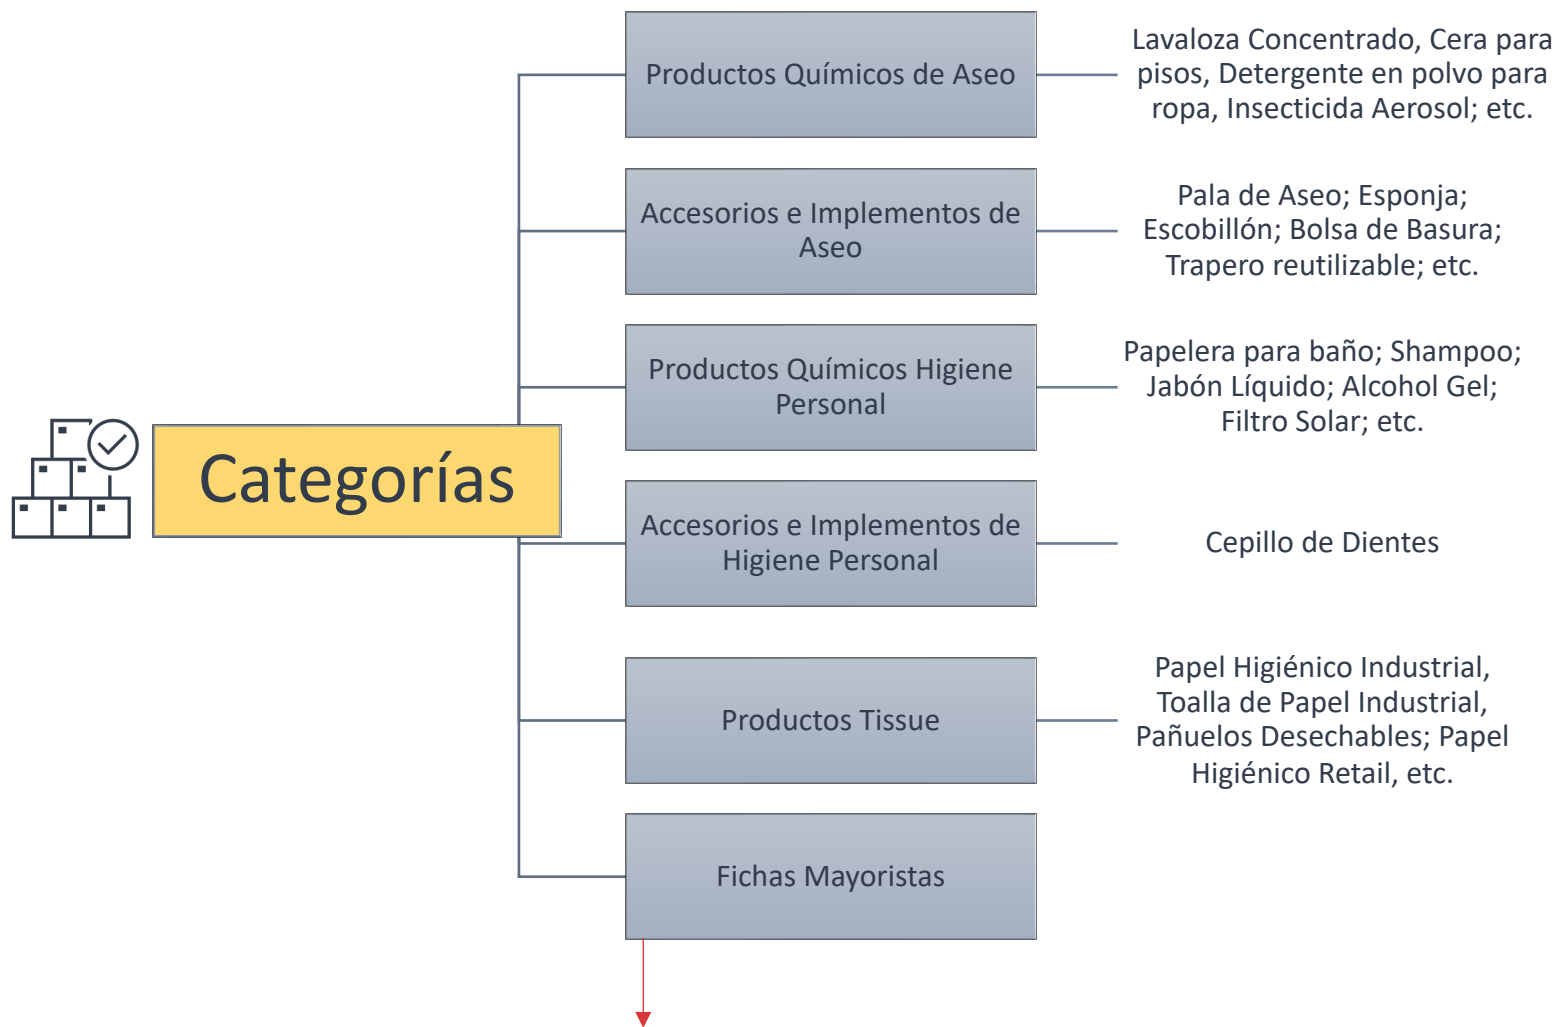 Categorías
Productos Químicos de Aseo
Lavaloza Concentrado, Cera para
pisos, Detergente en polvo para
ropa, Insecticida Aerosol; etc.
Accesorios e Implementos de
Aseo
Pala de Aseo; Esponja;
Escobillón; Bolsa de Basura;
Trapero reutilizable; etc.
Productos Químicos Higiene
Personal
Papelera para baño; Shampoo;
Jabón Líquido; Alcohol Gel;
Filtro Solar; etc.
Accesorios e Implementos de
Higiene Personal
Cepillo de Dientes
Productos Tissue
Papel Higiénico Industrial,
Toalla de Papel Industrial,
Pañuelos Desechables; Papel
Higiénico Retail, etc.
Fichas Mayoristas